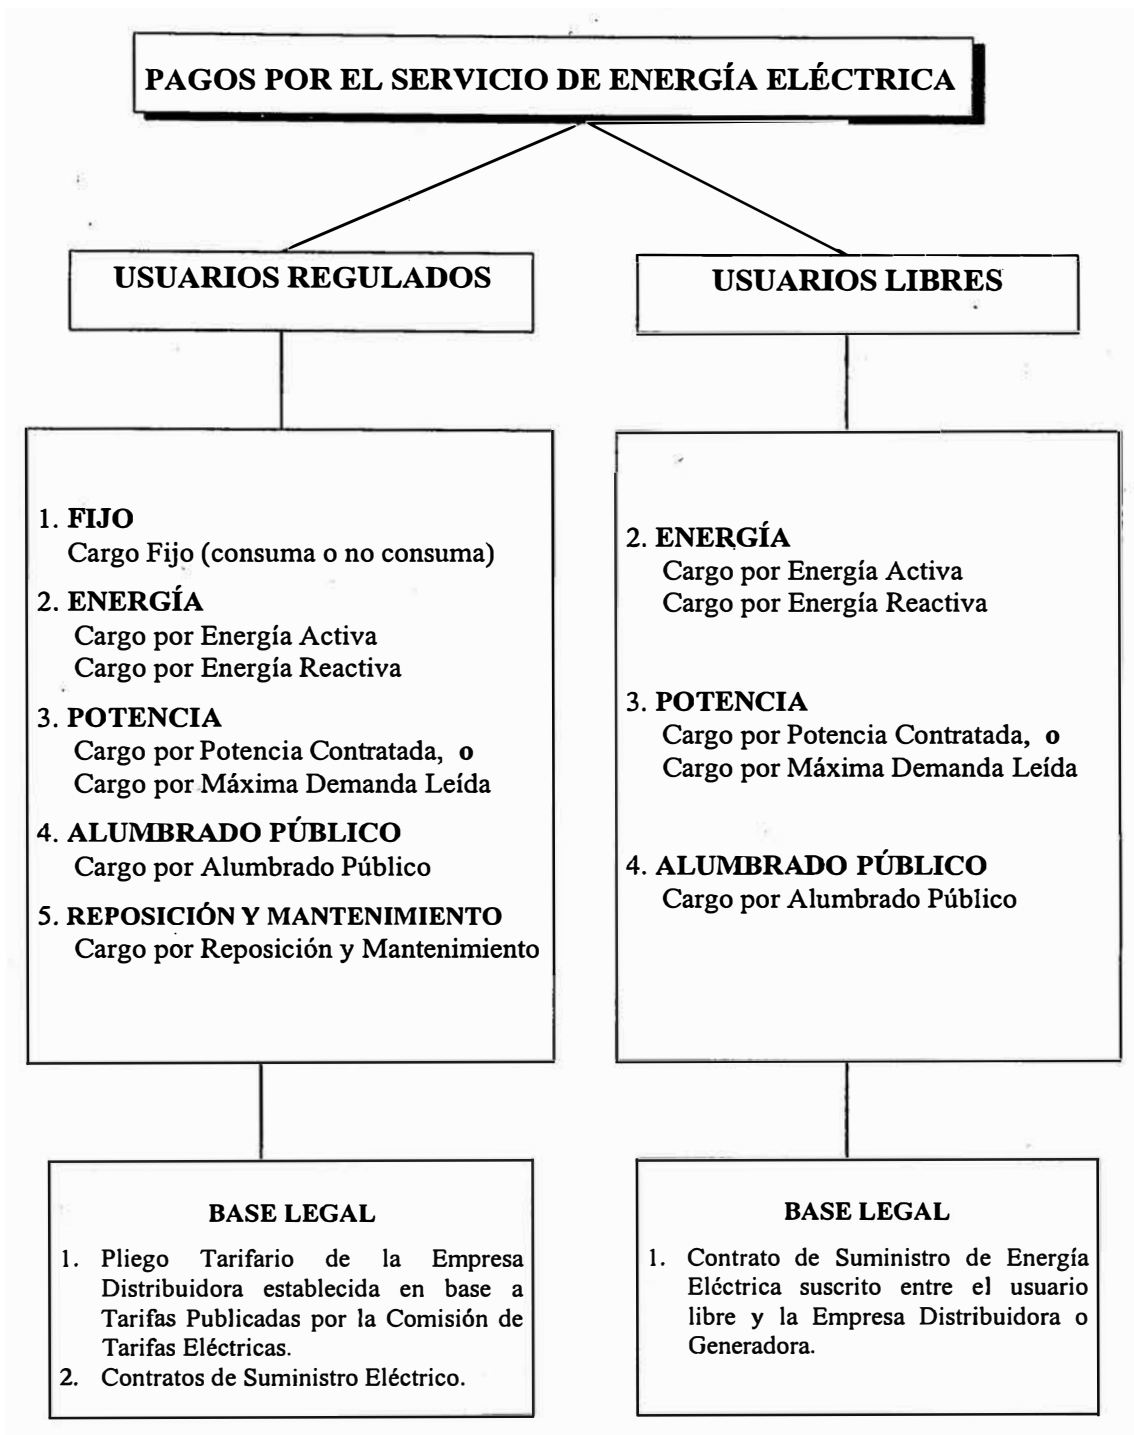 PAGOS POR EL SERVICIO DE ENERGÍA ELÉCTRICA
USUARIOS REGULADOS
1. FIJO
Cargo Fijo (consuma o no consuma)
2. ENERGÍA
Cargo por Energía Activa
Cargo por Energía Reactiva
3. POTENCIA
Cargo por Potencia Contratada, o
Cargo por Máxima Demanda Leída
4. ALUMBRADO PÚBLICO
Cargo por Alumbrado Público
5. REPOSICIÓN Y MANTENIMIENTO
Cargo por Reposición y Mantenimiento
BASE LEGAL
1. Pliego Tarifario de la Empresa
Distribuidora establecida en base a
Tarifas Publicadas por la Comisión de
Tarifas Eléctricas.
2. Contratos de Suministro Eléctrico.
USUARIOS LIBRES
2. ENERGÍA
Cargo por Energía Activa
Cargo por Energía Reactiva
3. POTENCIA
Cargo por Potencia Contratada, o
Cargo por Máxima Demanda Leída
4. ALUMBRADO PÚBLICO
Cargo por Alumbrado Público
BASE LEGAL
1. Contrato de Suministro de Energía
Eléctrica suscrito entre el usuario
libre y la Empresa Distribuidora o
Generadora.